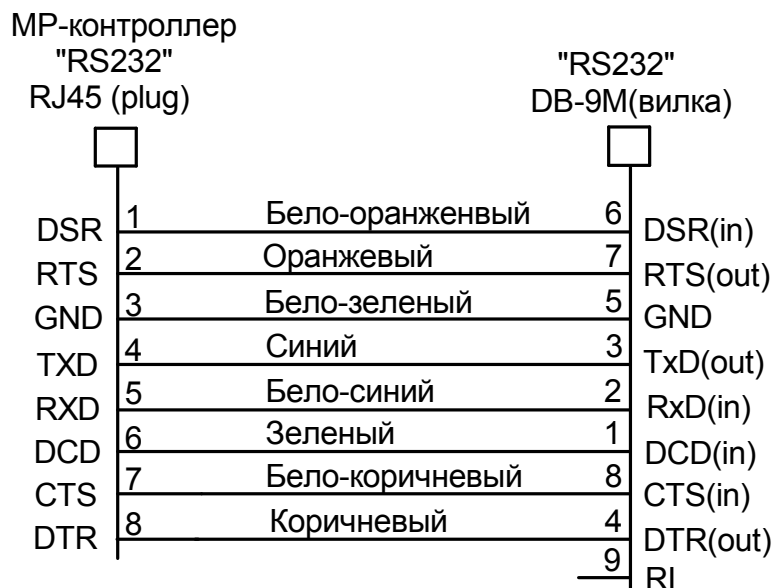 МР-контроллер
"RS232"
RJ45 (plug)
"RS232"
DB-9M(вилка)
DSR 1 Бело-оранженвый 6 DSR(in)
RTS 2 Оранжевый 7 RTS(out)
GND 3 Бело-зеленый 5 GND
TXD 4 Синий 3 TxD(out)
RXD 5 Бело-синий 2 RxD(in)
DCD 6 Зеленый 1 DCD(in)
CTS 7 Бело-коричневый 8 CTS(in)
DTR 8 Коричневый 4 DTR(out)
9 RI